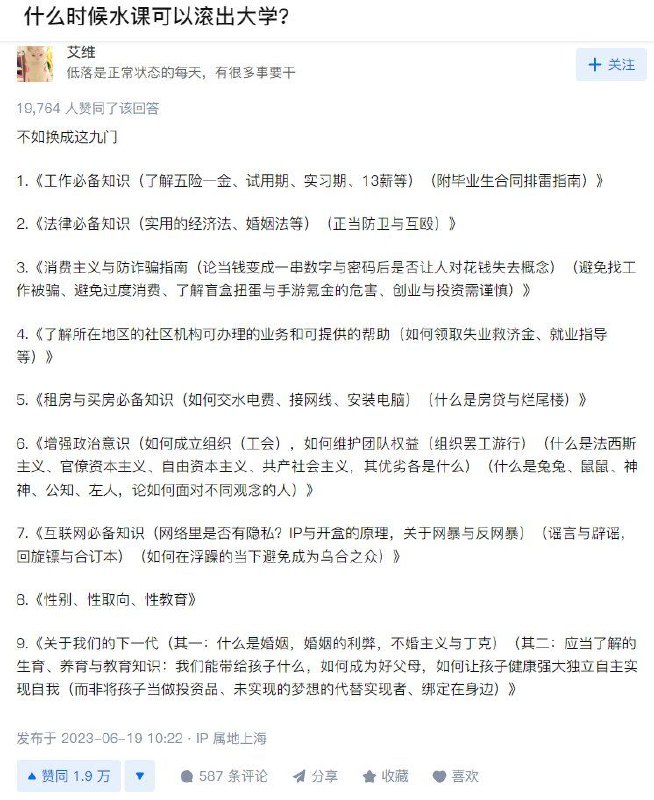 什么时候水课可以滚出大学?
艾维
低落是正常状态的每天，有很多事要干
+ 关注
19,764 人赞同了该回答
不如换成这九门
1.《工作必备知识（了解五险一金、试用期、实习期、13薪等）（附毕业生合同排雷指南）》
2.《法律必备知识（实用的经济法、婚姻法等）（正当防卫与互殴）》
3.《消费主义与防诈骗指南（论当钱变成一串数字与密码后是否让人对花钱失去概念）（避免找工
作被骗、避免过度消费、了解盲盒扭蛋与手游氪金的危害、创业与投资需谨慎）》
4.《了解所在地区的社区机构可办理的业务和可提供的帮助（如何领取失业救济金、就业指导
等）》
5.《租房与买房必备知识（如何交水电费、接网线、安装电脑）（什么是房贷与烂尾楼）》
6.《增强政治意识（如何成立组织（工会），如何维护团队权益（组织罢工游行）（什么是法西斯
主义、官僚资本主义、自由资本主义、共产社会主义，其优劣各是什么）（什么是兔兔、鼠鼠、神
神、公知、左人，论如何面对不同观念的人）》
7.《互联网必备知识（网络里是否有隐私？IP与开盒的原理，关于网暴与反网暴）（谣言与辟谣，
回旋镖与合订本）（如何在浮躁的当下避免成为乌合之众）》
8.《性别、性取向、性教育》
9.《关于我们的下一代（其一：什么是婚姻，婚姻的利弊，不婚主义与丁克）（其二：应当了解的
生育、养育与教育知识：我们能带给孩子什么，如何成为好父母，如何让孩子健康强大独立自主实
现自我（而非将孩子当做投资品、未实现的梦想的代替实现者、绑定在身边）》
发布于 2023-06-19 10:22 · IP 属地上海
赞同 1.9 万 587 条评论 分享 收藏 喜欢